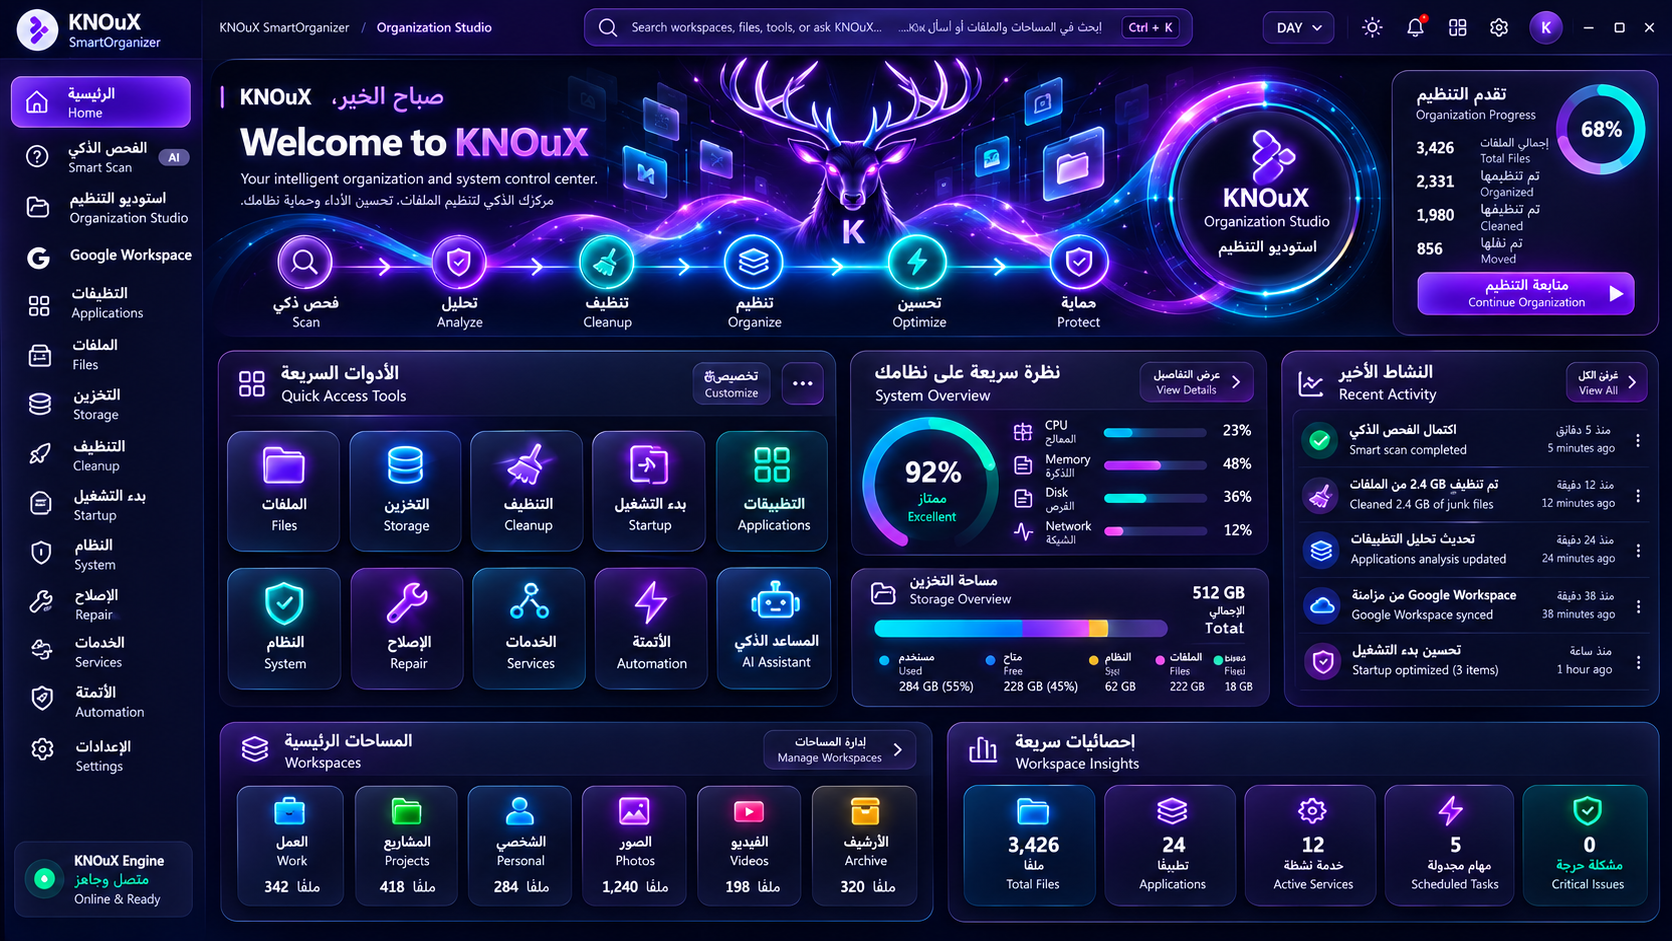 KNOuX
SmartOrganizer
KNOuX SmartOrganizer / Organization Studio
Search workspaces, files, tools, or ask KNOuX...
ابحث في المساحات والملفات أو أسأل
Ctrl + K
DAY
K
الرئيسية
Home
الفحص الذكي
Smart Scan
AI
استوديو التنظيم
Organization Studio
Google Workspace
التطيفات
Applications
الملفات
Files
التخزين
Storage
التنظيف
Cleanup
بدء التشغيل
Startup
النظام
System
الإصلاح
Repair
الخدمات
Services
الأتمتة
Automation
الإعدادات
Settings
KNOuX Engine
متصل وجاهز
Online & Ready
صباح الخير، KNOuX
Welcome to KNOuX
Your intelligent organization and system control center.
مركزك الذكي لتنظيم الملفات. تحسين الأداء وحماية نظامك.
K
فحص ذكي
Scan
تحليل
Analyze
تنظيف
Cleanup
تنظيم
Organize
تحسين
Optimize
حماية
Protect
KNOuX
Organization Studio
استوديو التنظيم
تقدم التنظيم
Organization Progress
68%
3,426 إجمالي الملفات
Total Files
2,331 تم تنظيمها
Organized
1,980 تم تنظيفها
Cleaned
856 تم نقلها
Moved
متابعة التنظيم
Continue Organization
الأدوات السريعة
Quick Access Tools
Customize
الملفات
Files
التخزين
Storage
التنظيف
Cleanup
بدء التشغيل
Startup
التطبيقات
Applications
النظام
System
الإصلاح
Repair
الخدمات
Services
الأتمتة
Automation
المساعد الذكي
AI Assistant
نظرة سريعة على نظامك
System Overview
عرض التفاصيل
View Details
92%
ممتاز
Excellent
CPU 23%
المعالج
Memory 48%
اللذكرة
Disk 36%
القرص
Network 12%
الشبكة
مساحة التخزين
Storage Overview
512 GB
الإجمالي
Total
مستخدم
Used
284 GB (55%)
متاح
Free
228 GB (45%)
النظام
62 GB
الملفات
Files
222 GB
18 GB
النشاط الأخير
Recent Activity
الكل
View All
اكتمال الفحص الذكي
Smart scan completed
منذ 5 دقائق
5 minutes ago
تم تنظيف 2.4 GB من الملفات
Cleaned 2.4 GB of junk files
منذ 12 دقيقة
12 minutes ago
تحديث تحليل التطبيقات
Applications analysis updated
منذ 24 دقيقة
24 minutes ago
من مزامنة Google Workspace
Google Workspace synced
منذ 38 دقيقة
38 minutes ago
تحسين بدء التشغيل
Startup optimized (3 items)
منذ ساعة
1 hour ago
المساحات الرئيسية
Workspaces
إدارة المساحات
Manage Workspaces
العمل
Work
342 ملفًا
المشاريع
Projects
418 ملفًا
الشخصي
Personal
284 ملفًا
الصور
Photos
1,240 ملفًا
الفيديو
Videos
198 ملفًا
الأرشيف
Archive
320 ملفًا
إحصائيات سريعة
Workspace Insights
3,426
ملفًا
Total Files
24
تطبيقًا
Applications
12
خدمة نشطة
Active Services
5
مهام مجدولة
Scheduled Tasks
0
مشكلة حرجة
Critical Issues